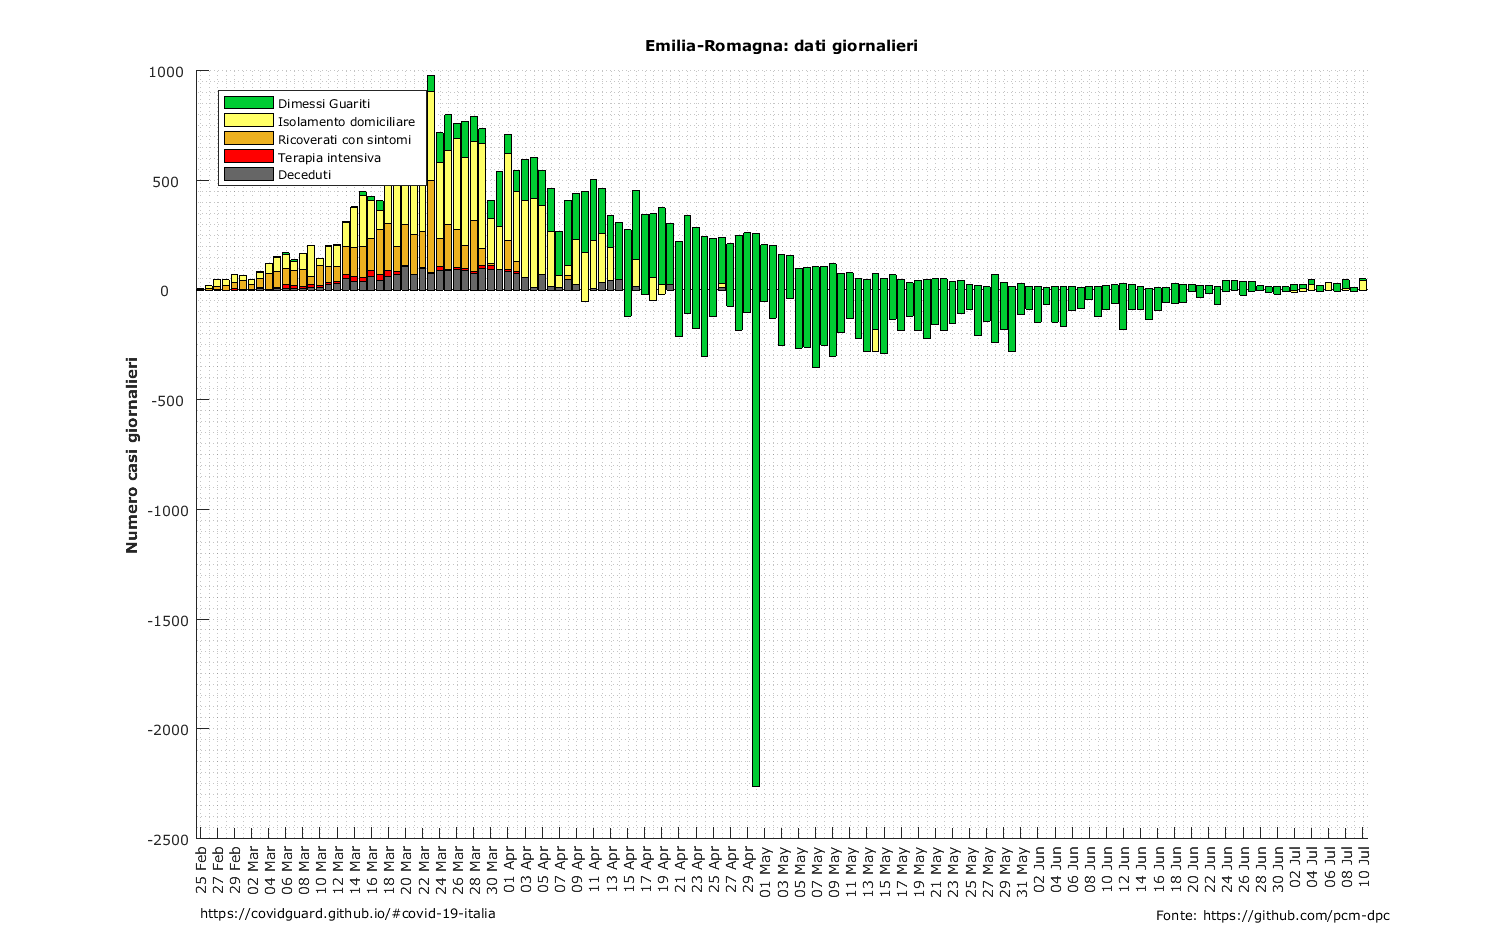 Emilia-Romagna: dati giornalieri
Numero casi giornalieri
1000
500
0
-500
-1000
-1500
-2000
-2500
Dimessi Guariti
Isolamento domiciliare
Ricoverati con sintomi
Terapia intensiva
Deceduti
25 Feb
27 Feb
29 Feb
02 Mar
04 Mar
06 Mar
08 Mar
10 Mar
12 Mar
14 Mar
16 Mar
18 Mar
20 Mar
22 Mar
24 Mar
26 Mar
28 Mar
30 Mar
01 Apr
03 Apr
05 Apr
07 Apr
09 Apr
11 Apr
13 Apr
15 Apr
17 Apr
19 Apr
21 Apr
23 Apr
25 Apr
27 Apr
29 Apr
01 May
03 May
05 May
07 May
09 May
11 May
13 May
15 May
17 May
19 May
21 May
23 May
25 May
27 May
29 May
31 May
02 Jun
04 Jun
06 Jun
08 Jun
10 Jun
12 Jun
14 Jun
16 Jun
18 Jun
20 Jun
22 Jun
24 Jun
26 Jun
28 Jun
30 Jun
02 Jul
04 Jul
06 Jul
08 Jul
10 Jul
https://covidguard.github.io/#covid-19-italia
Fonte: https://github.com/pcm-dpc